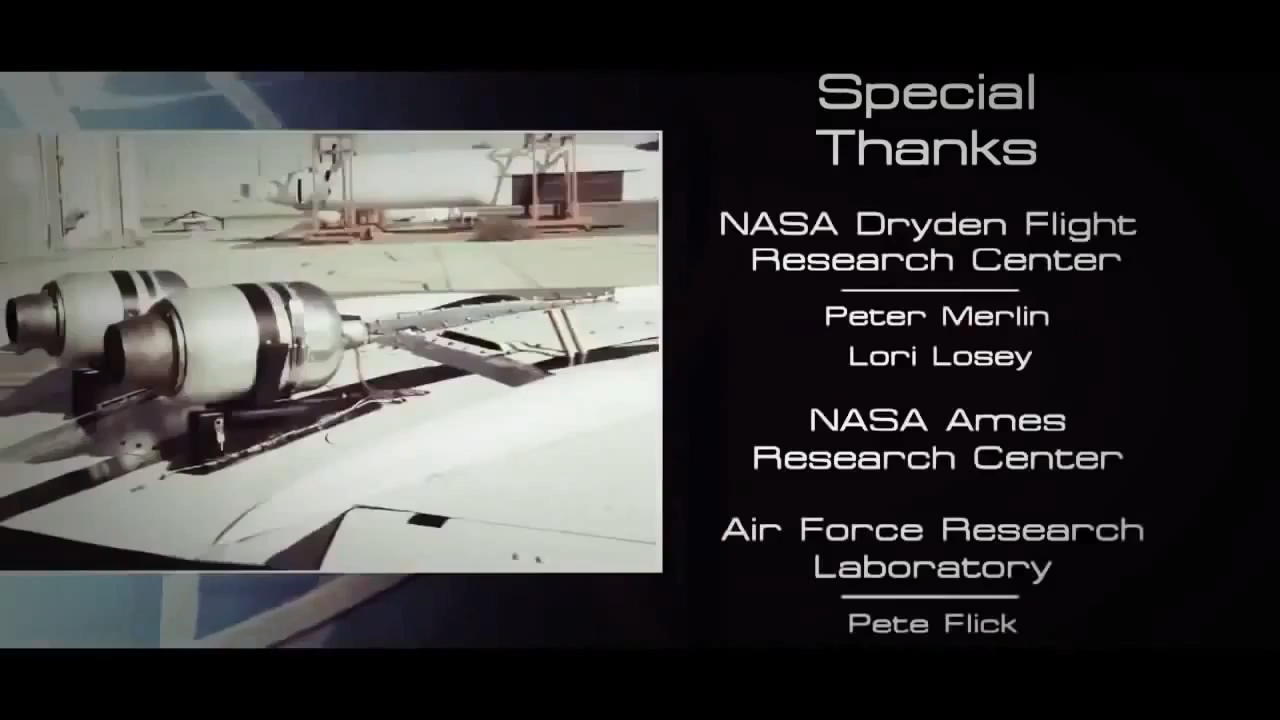 Special
Thanks
NASA Dryden Flight
Research Center
Peter Merlin
Lori Losey
NASA Ames
Research Center
Air Force Research
Laboratory
Pete Flick